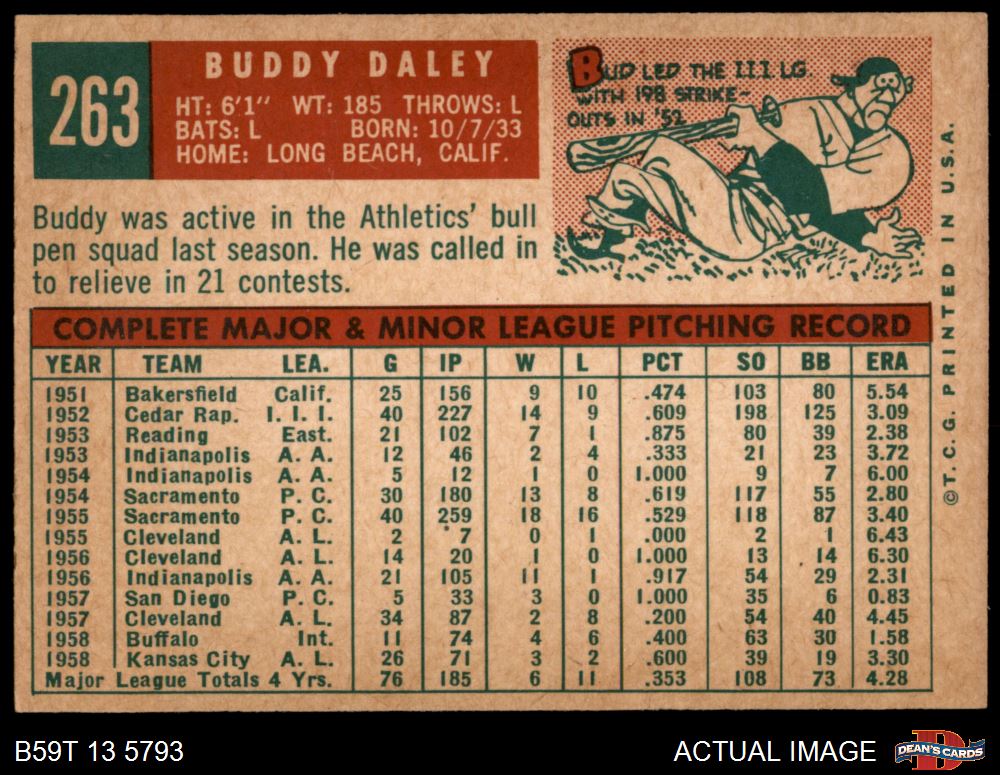 263
BUDDY DALEY
HT: 6'1" WT: 185 THROWS: L
BATS: L BORN: 10/7/33
HOME: LONG BEACH, CALIF.
BUD LED THE I.I.I. LG.
WITH 198 STRIKE-
OUTS IN '52
Buddy was active in the Athletics' bull
pen squad last season. He was called in
to relieve in 21 contests.
COMPLETE MAJOR & MINOR LEAGUE PITCHING RECORD
YEAR TEAM LEA. G IP W L PCT SO BB ERA
1951 Bakersfield Calif. 25 156 9 10 .474 103 80 5.54
1952 Cedar Rap. I. I. I. 40 227 14 9 .609 198 125 3.09
1953 Reading East. 21 102 7 1 .875 80 39 2.38
1953 Indianapolis A. A. 12 46 2 4 .333 21 23 3.72
1954 Indianapolis A. A. 5 12 1 0 1.000 9 7 6.00
1954 Sacramento P. C. 30 180 13 8 .619 117 55 2.80
1955 Sacramento P. C. 40 259 18 16 .529 118 87 3.40
1955 Cleveland A. L. 2 7 0 1 .000 2 1 6.43
1956 Cleveland A. L. 14 20 1 0 1.000 13 14 6.30
1956 Indianapolis A. A. 21 105 11 1 .917 54 29 2.31
1957 San Diego P. C. 5 33 3 0 1.000 35 6 0.83
1957 Cleveland A. L. 34 87 2 8 .200 54 40 4.45
1958 Buffalo Int. 11 74 4 6 .400 63 30 1.58
1958 Kansas City A. L. 26 71 3 2 .600 39 19 3.30
Major League Totals 4 Yrs. 76 185 6 11 .353 108 73 4.28
©T. C. G. PRINTED IN U.S.A.
B59T 13 5793
ACTUAL IMAGE
DEAN'S CARDS